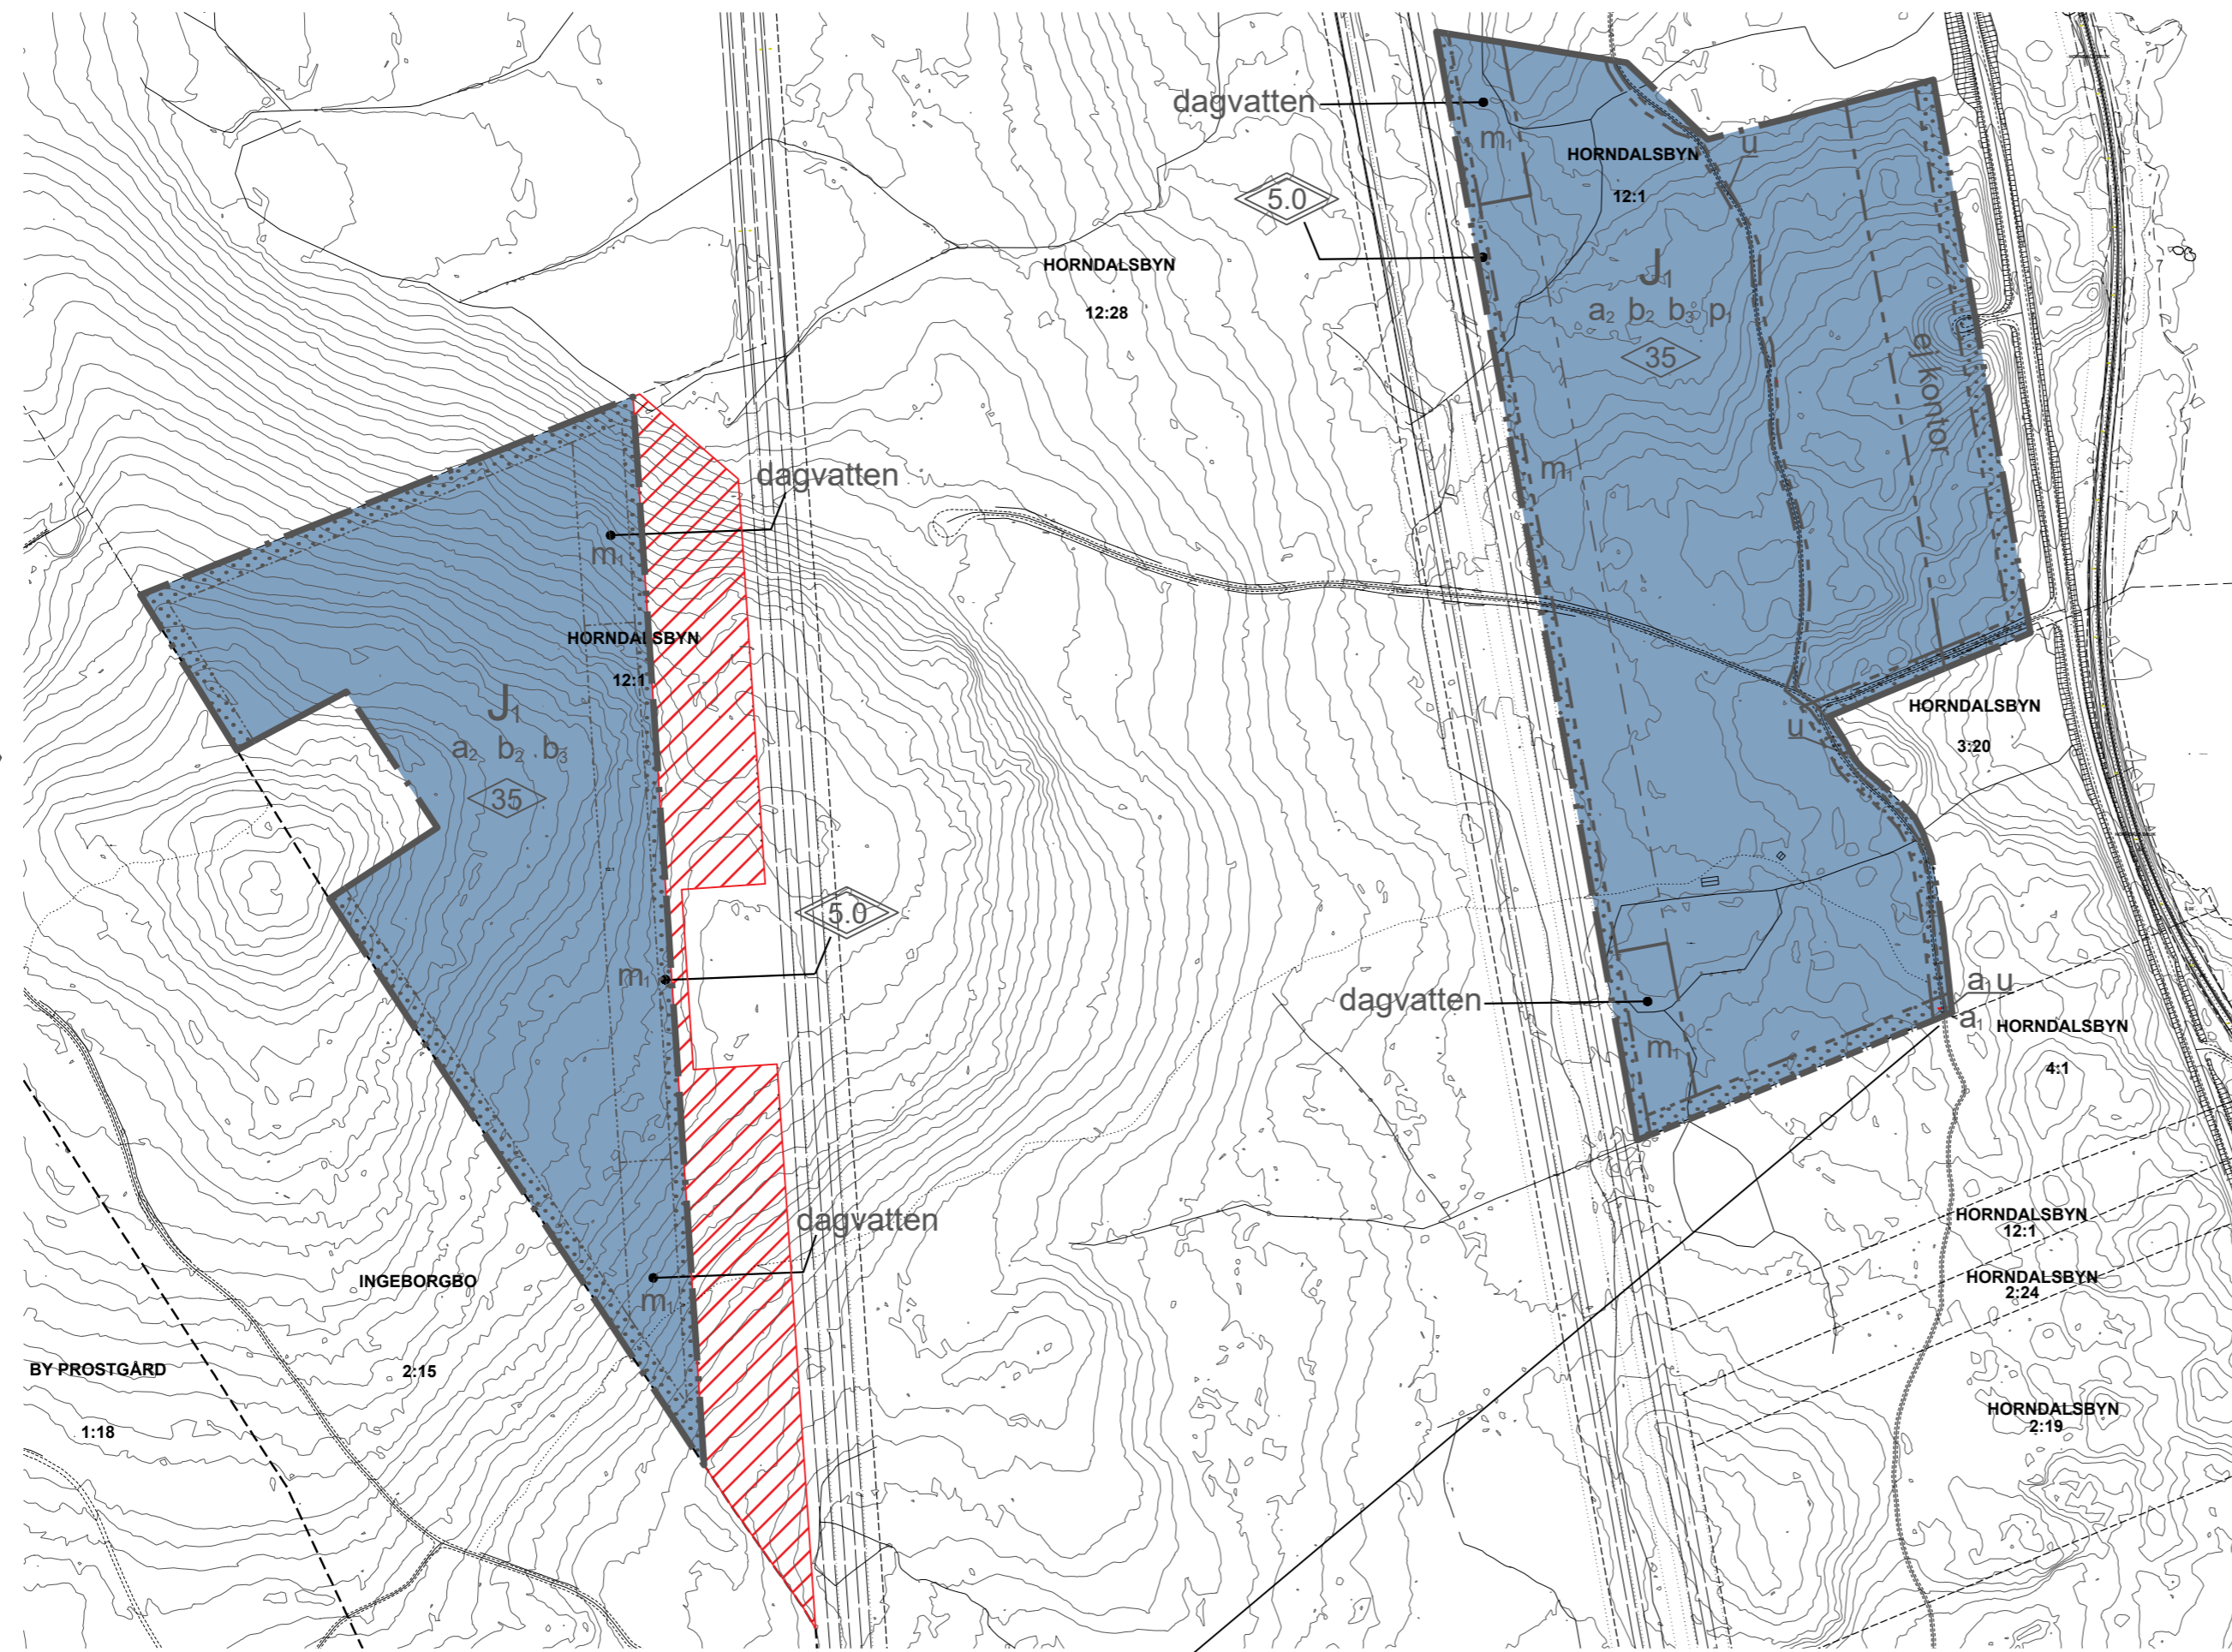 dagvatten
m₁
HORNDALSBYN
12:1
u
5.0
HORNDALSBYN
12:28
J₁
a₂ b₂ b₃ p₁
35
ej kontor
m₁
dagvatten
m₁
HORNDALSBYN
12:1
J₁
a₂ b₂ b₃
35
HORNDALSBYN
3:20
u
5.0
m₁
dagvatten
a₁ u
a₁
HORNDALSBYN
4:1
m₁
dagvatten
m₁
HORNDALSBYN
12:1
HORNDALSBYN
2:24
INGEBORGBO
2:15
BY PROSTGÅRD
1:18
HORNDALSBYN
2:19